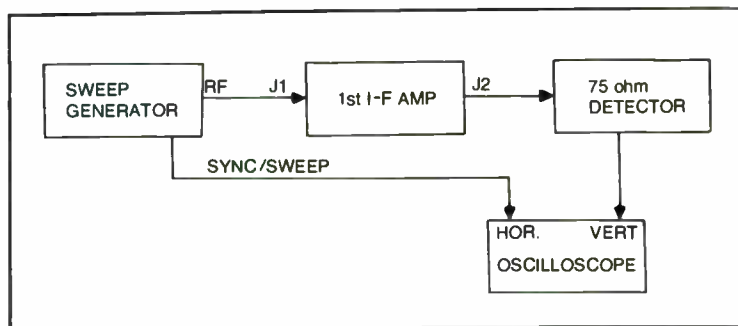 SWEEP
GENERATOR
RF
J1
1st I-F AMP
J2
75 ohm
DETECTOR
SYNC/SWEEP
HOR.
VERT
OSCILLOSCOPE